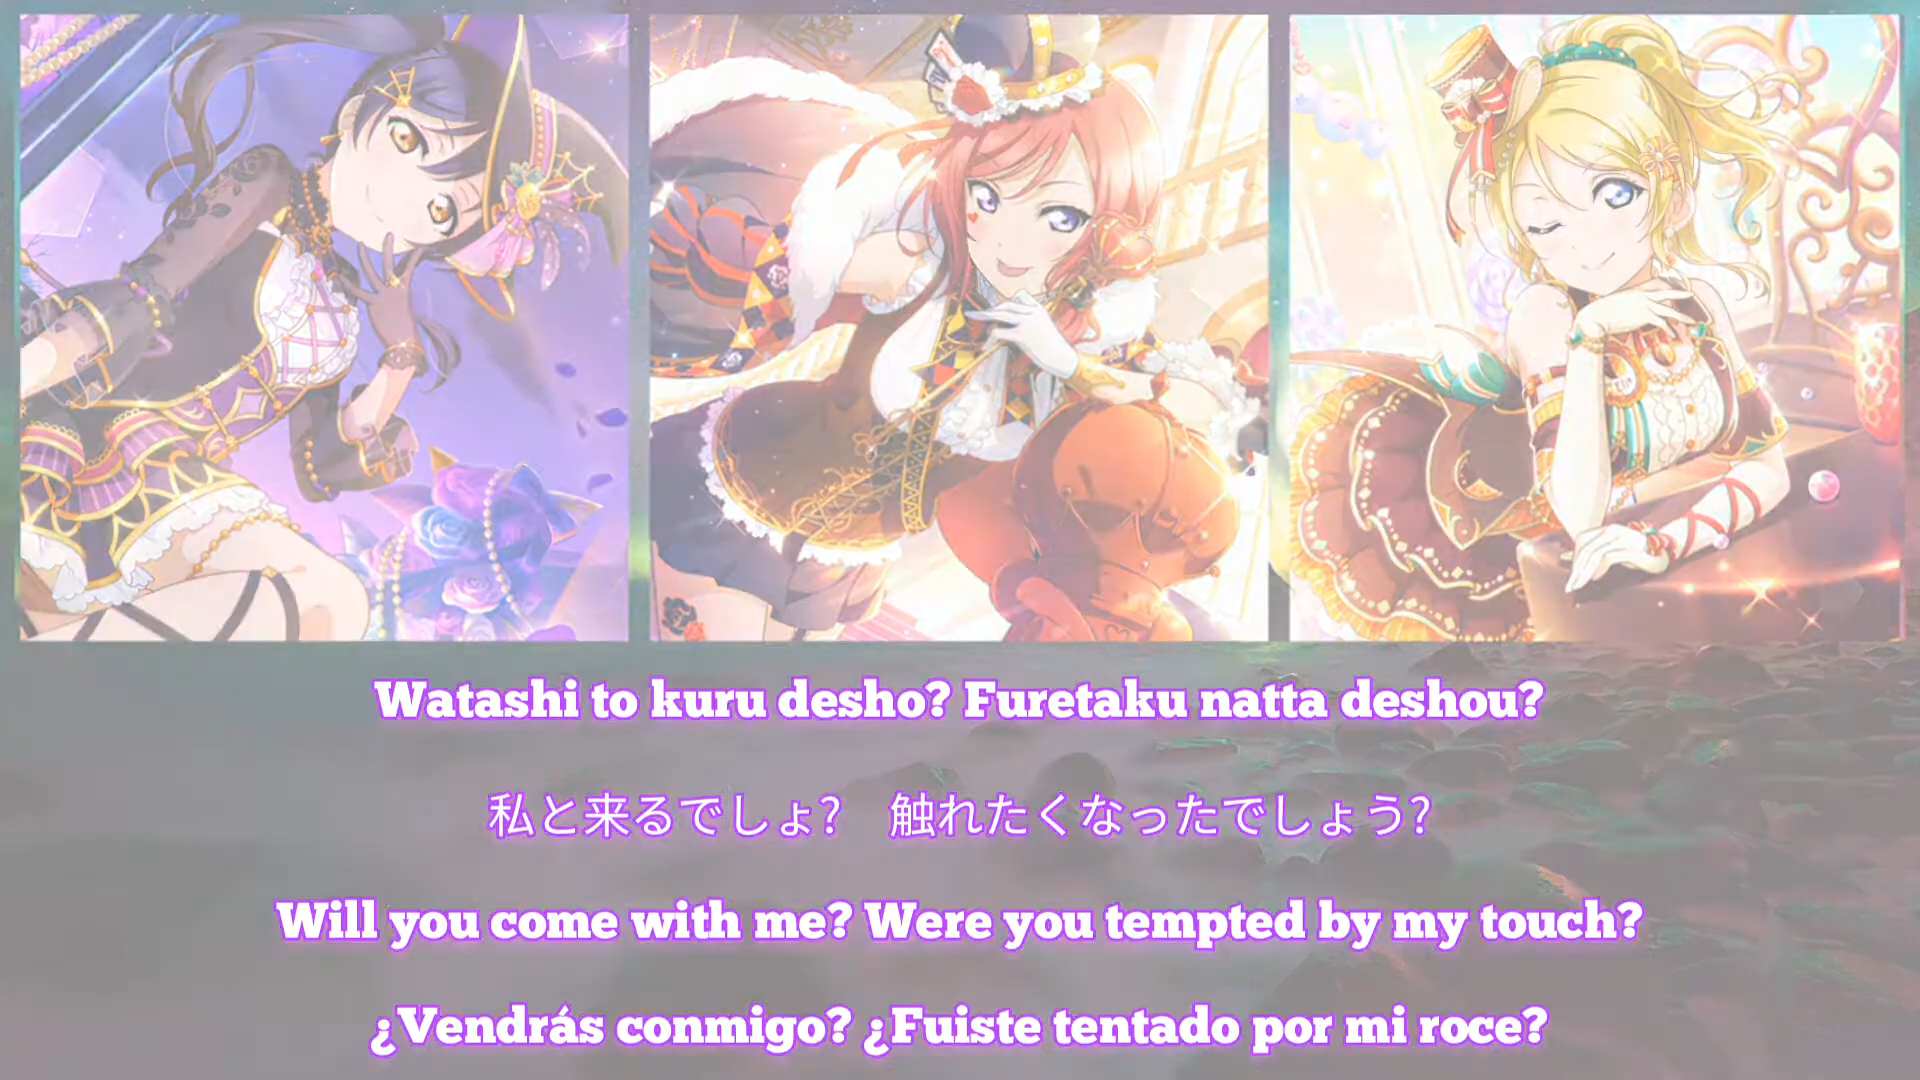 Watashi to kuru desho? Furetaku natta deshou?
私と来るでしょ?　触れたくなったでしょう?
Will you come with me? Were you tempted by my touch?
¿Vendrás conmigo? ¿Fuiste tentado por mi roce?